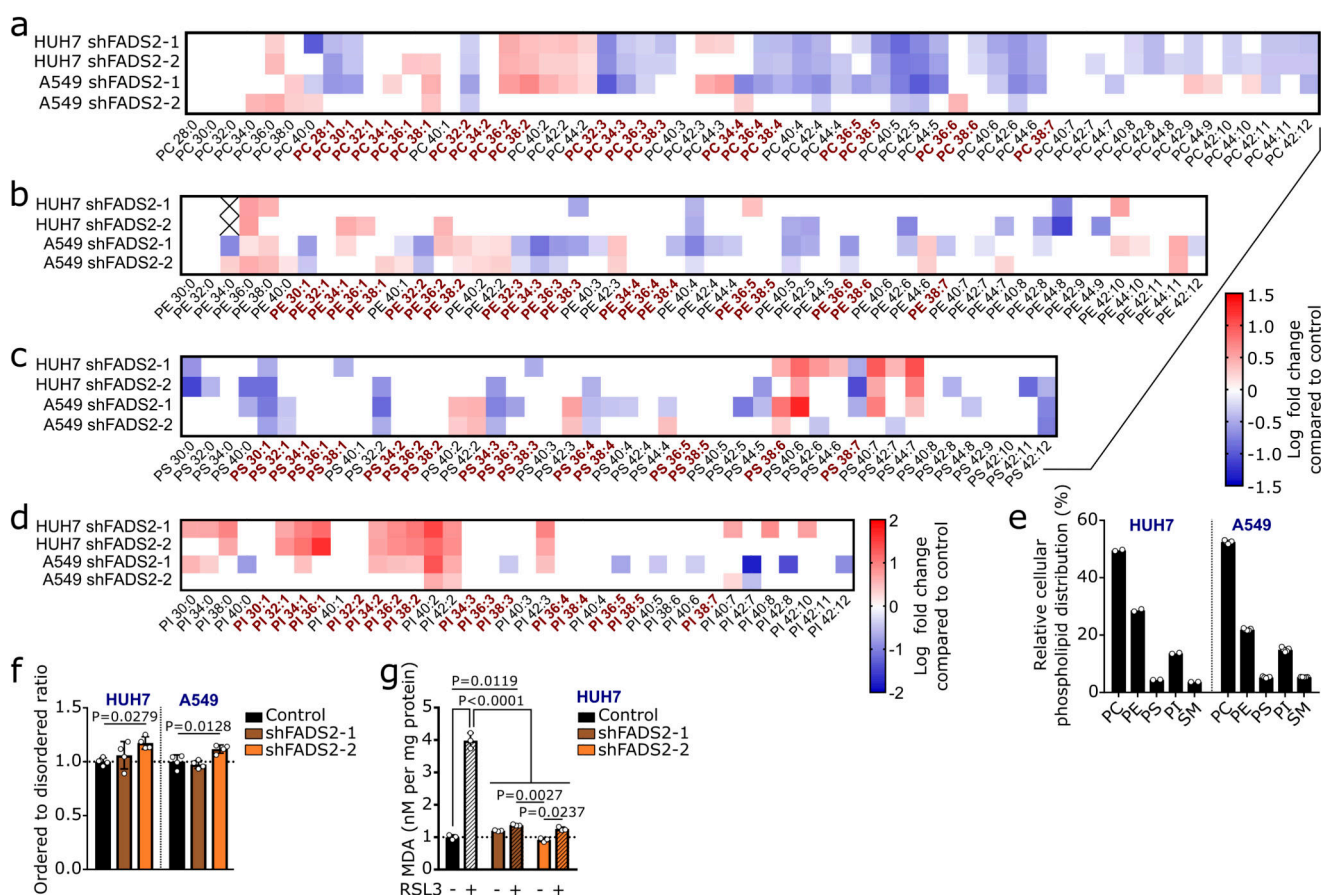 a
HUH7 shFADS2-1
HUH7 shFADS2-2
A549 shFADS2-1
A549 shFADS2-2
PC 28:0
PC 30:0
PC 32:0
PC 34:0
PC 36:0
PC 38:0
PC 40:0
PC 28:1
PC 30:1
PC 32:1
PC 34:1
PC 36:1
PC 38:1
PC 40:1
PC 32:2
PC 34:2
PC 36:2
PC 38:2
PC 40:2
PC 42:2
PC 44:2
PC 32:3
PC 34:3
PC 36:3
PC 38:3
PC 40:3
PC 42:3
PC 44:3
PC 34:4
PC 36:4
PC 38:4
PC 40:4
PC 42:4
PC 44:4
PC 36:5
PC 38:5
PC 40:5
PC 42:5
PC 44:5
PC 36:6
PC 38:6
PC 40:6
PC 42:6
PC 44:6
PC 38:7
PC 40:7
PC 42:7
PC 44:7
PC 40:8
PC 42:8
PC 44:8
PC 42:9
PC 44:9
PC 42:10
PC 44:10
PC 42:11
PC 44:11
PC 42:12
b
HUH7 shFADS2-1
HUH7 shFADS2-2
A549 shFADS2-1
A549 shFADS2-2
PE 30:0
PE 32:0
PE 34:0
PE 36:0
PE 38:0
PE 40:0
PE 30:1
PE 32:1
PE 34:1
PE 36:1
PE 38:1
PE 40:1
PE 32:2
PE 36:2
PE 38:2
PE 40:2
PE 42:2
PE 32:3
PE 34:3
PE 36:3
PE 38:3
PE 40:3
PE 42:3
PE 34:4
PE 36:4
PE 38:4
PE 40:4
PE 42:4
PE 44:4
PE 36:5
PE 38:5
PE 40:5
PE 42:5
PE 44:5
PE 36:6
PE 38:6
PE 40:6
PE 42:6
PE 44:6
PE 38:7
PE 40:7
PE 42:7
PE 44:7
PE 40:8
PE 42:8
PE 44:8
PE 42:9
PE 44:9
PE 42:10
PE 44:10
PE 42:11
PE 44:11
PE 42:12
c
HUH7 shFADS2-1
HUH7 shFADS2-2
A549 shFADS2-1
A549 shFADS2-2
PS 30:0
PS 32:0
PS 34:0
PS 40:0
PS 30:1
PS 32:1
PS 34:1
PS 36:1
PS 38:1
PS 40:1
PS 32:2
PS 34:2
PS 36:2
PS 38:2
PS 40:2
PS 42:2
PS 34:3
PS 36:3
PS 38:3
PS 40:3
PS 42:3
PS 36:4
PS 38:4
PS 40:4
PS 42:4
PS 44:4
PS 36:5
PS 38:5
PS 40:5
PS 42:5
PS 44:5
PS 38:6
PS 40:6
PS 42:6
PS 44:6
PS 38:7
PS 40:7
PS 42:7
PS 44:7
PS 40:8
PS 42:8
PS 44:8
PS 42:9
PS 42:10
PS 42:11
PS 42:12
1.5
1.0
0.5
0
-0.5
-1.0
-1.5
Log fold change
compared to control
d
HUH7 shFADS2-1
HUH7 shFADS2-2
A549 shFADS2-1
A549 shFADS2-2
PI 30:0
PI 34:0
PI 38:0
PI 40:0
PI 30:1
PI 32:1
PI 34:1
PI 36:1
PI 40:1
PI 32:2
PI 34:2
PI 36:2
PI 38:2
PI 40:2
PI 42:2
PI 34:3
PI 36:3
PI 38:3
PI 40:3
PI 42:3
PI 36:4
PI 38:4
PI 40:4
PI 36:5
PI 38:5
PI 40:5
PI 38:6
PI 40:6
PI 38:7
PI 40:7
PI 42:7
PI 40:8
PI 42:8
PI 42:10
PI 42:11
PI 42:12
2
1
0
-1
-2
Log fold change
compared to control
e
Relative cellular
phospholipid distribution (%)
60
40
20
0
HUH7
A549
PC
PE
PS
PI
SM
PC
PE
PS
PI
SM
f
Ordered to disordered ratio
1.5
1.0
0.5
0.0
HUH7
A549
P=0.0279
P=0.0128
Control
shFADS2-1
shFADS2-2
g
MDA (nM per mg protein)
5
4
3
2
1
0
P=0.0119
P<0.0001
P=0.0027
P=0.0237
HUH7
Control
shFADS2-1
shFADS2-2
RSL3 - + - + - +